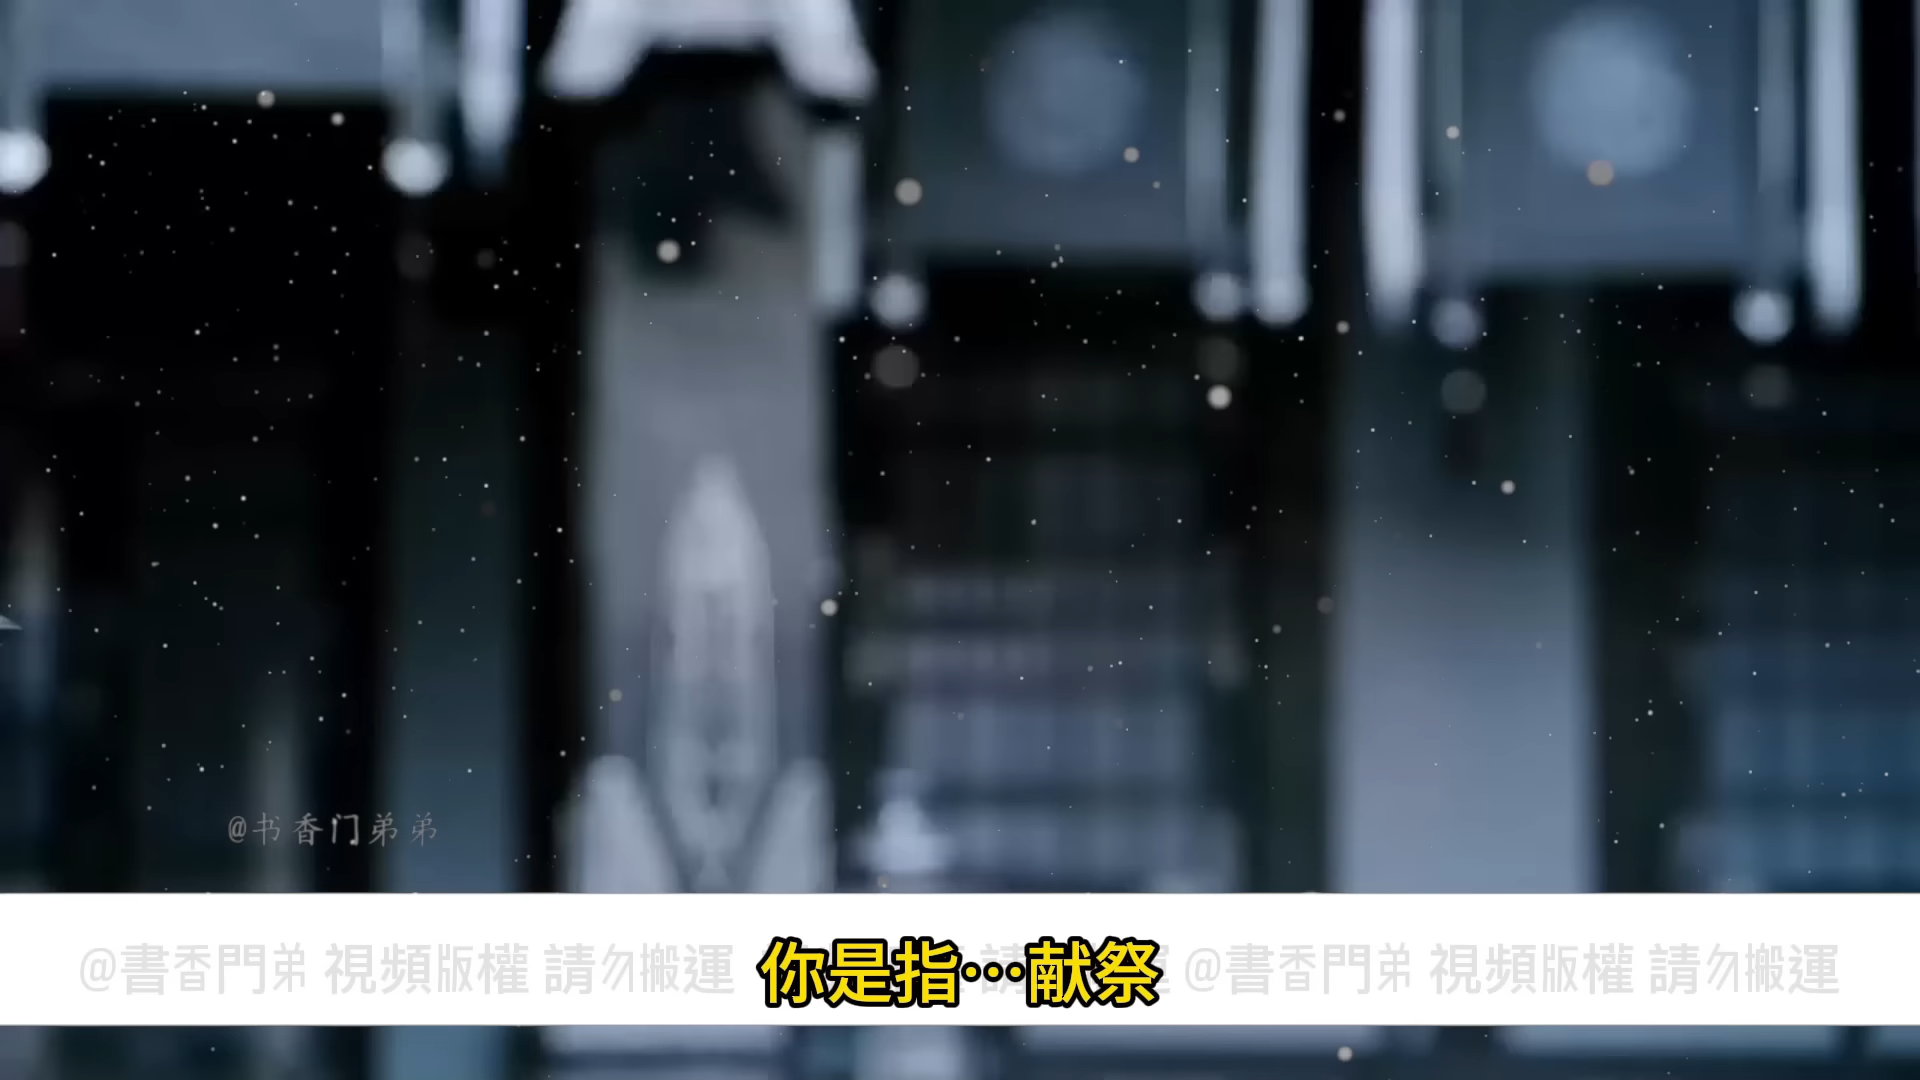 @书香门弟弟
@書香門弟 視頻版權 請勿搬運 @書香門弟 視頻版權 請勿搬運
你是指…献祭